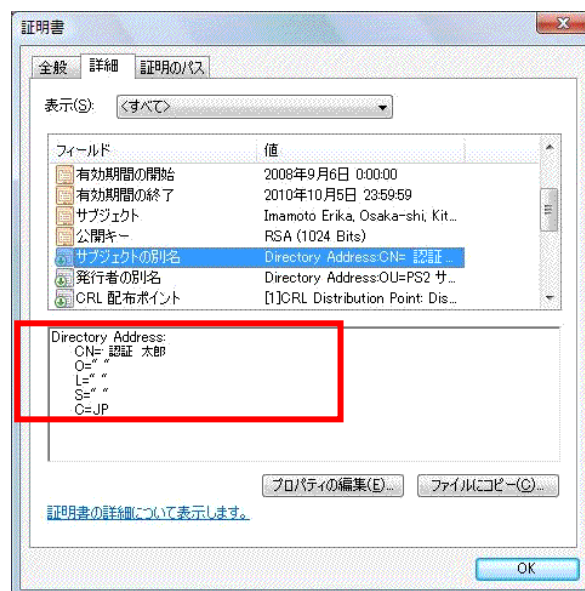 証明書
全般 詳細 証明のパス
表示(S): <すべて>
フィールド 値
有効期間の開始 2008年9月6日 0:00:00
有効期間の終了 2010年10月5日 23:59:59
サブジェクト Imamoto Erika, Osaka-shi, Kit...
公開キー RSA (1024 Bits)
サブジェクトの別名 Directory Address:CN= 認証 ...
発行者の別名 Directory Address:OU=PS2 サ...
CRL 配布ポイント [1]CRL Distribution Point: Dis...
Directory Address:
CN= 認証 太郎
O=" "
L=" "
S=" "
C=JP
プロパティの編集(E)... ファイルにコピー(C)...
証明書の詳細について表示します。
OK